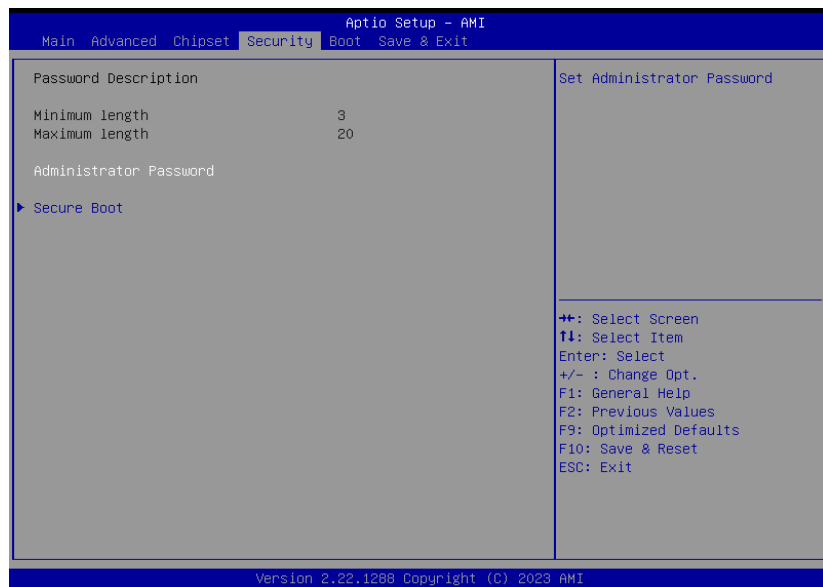 Aptio Setup - AMI
Main Advanced Chipset Security Boot Save & Exit
Password Description
Minimum length 3
Maximum length 20
Administrator Password
Secure Boot
Set Administrator Password
→←: Select Screen
↑↓: Select Item
Enter: Select
+/- : Change Opt.
F1: General Help
F2: Previous Values
F9: Optimized Defaults
F10: Save & Reset
ESC: Exit
Version 2.22.1288 Copyright (C) 2023 AMI